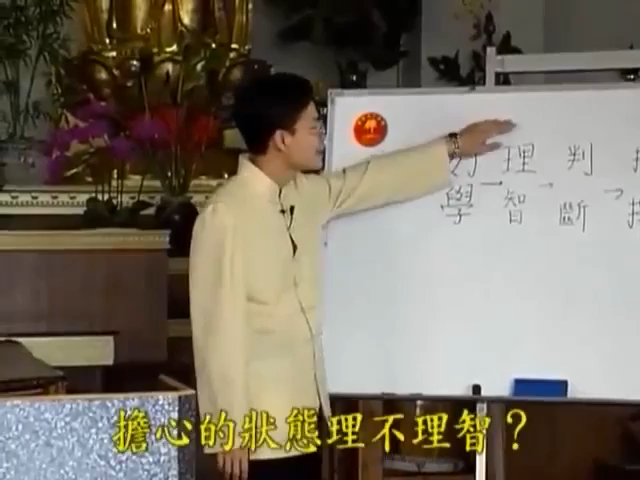 理 判
學→智→斷→
擔心的狀態理不理智？